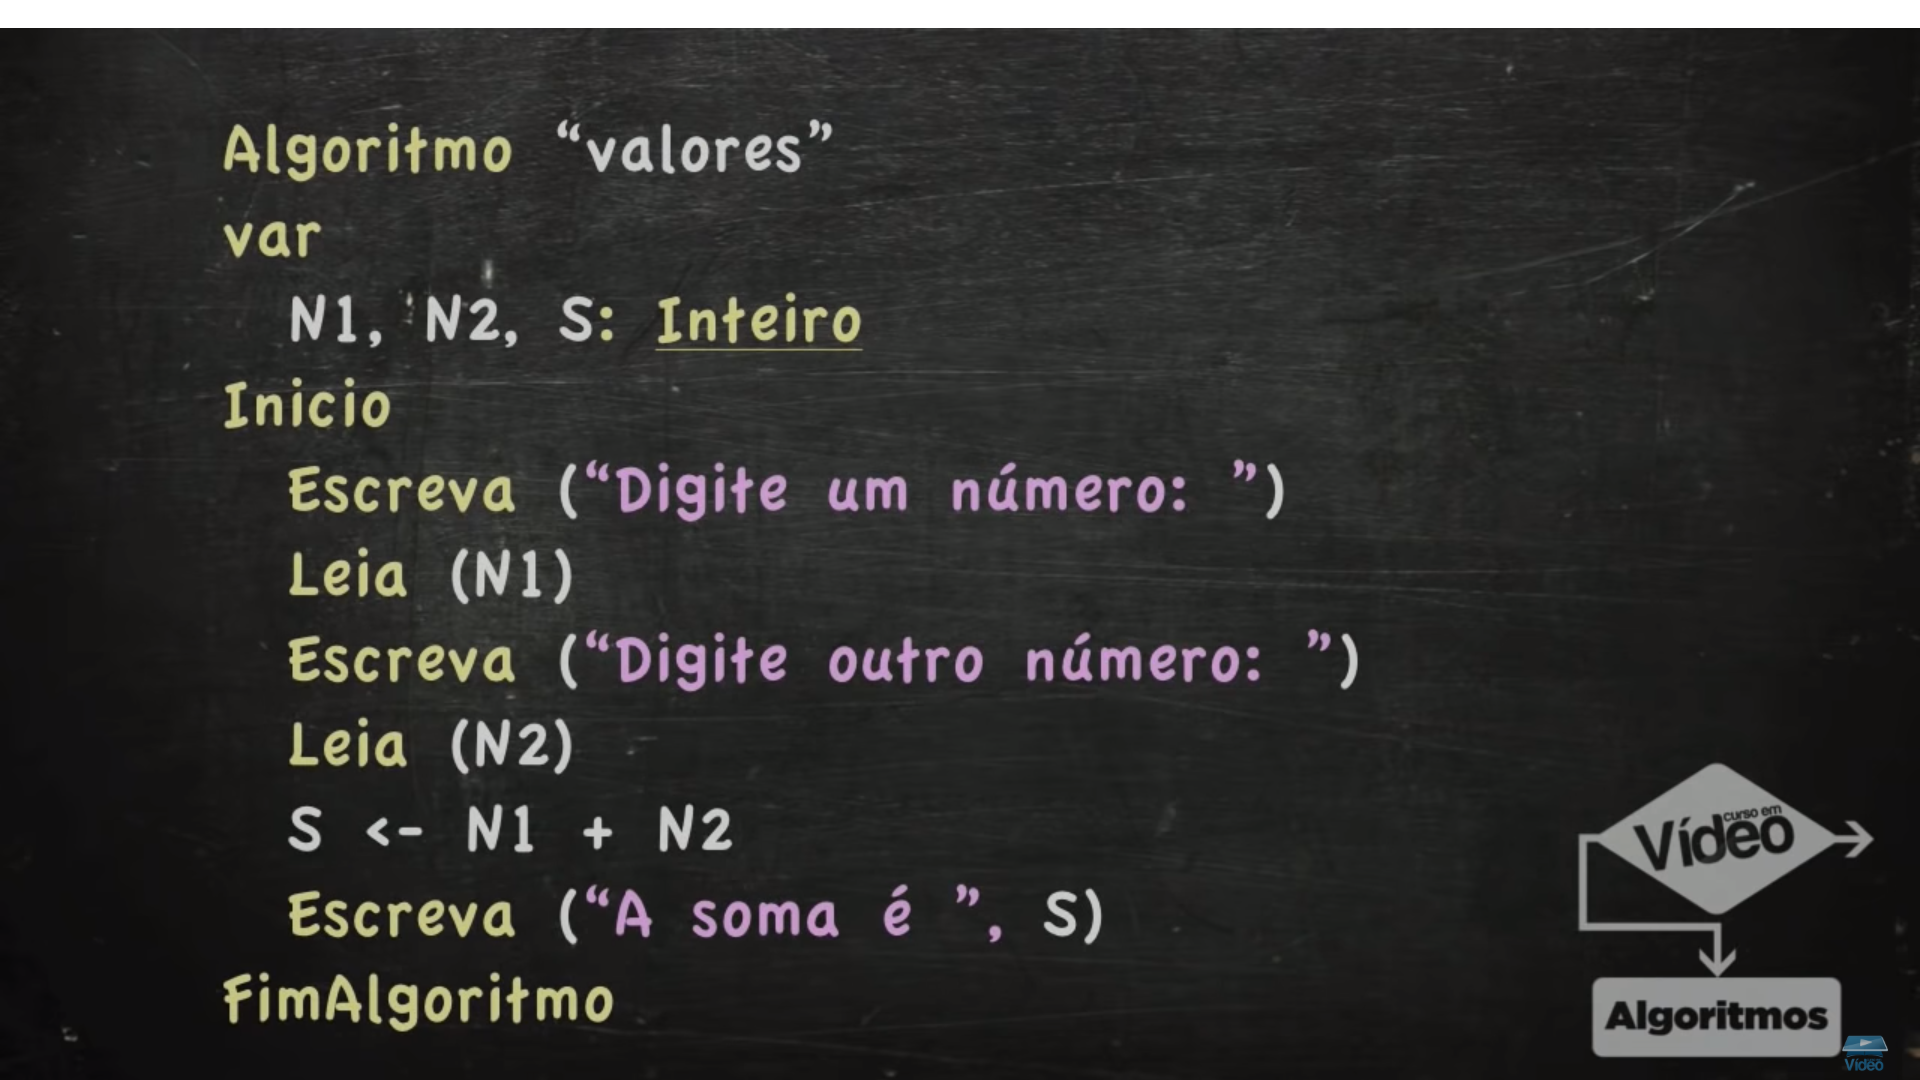 Algoritmo “valores”
var
N1, N2, S: Inteiro
Inicio
Escreva (“Digite um número: ”)
Leia (N1)
Escreva (“Digite outro número: ”)
Leia (N2)
S <- N1 + N2
Escreva (“A soma é ”, S)
FimAlgoritmo
curso em
Vídeo
Algoritmos
Vídeo